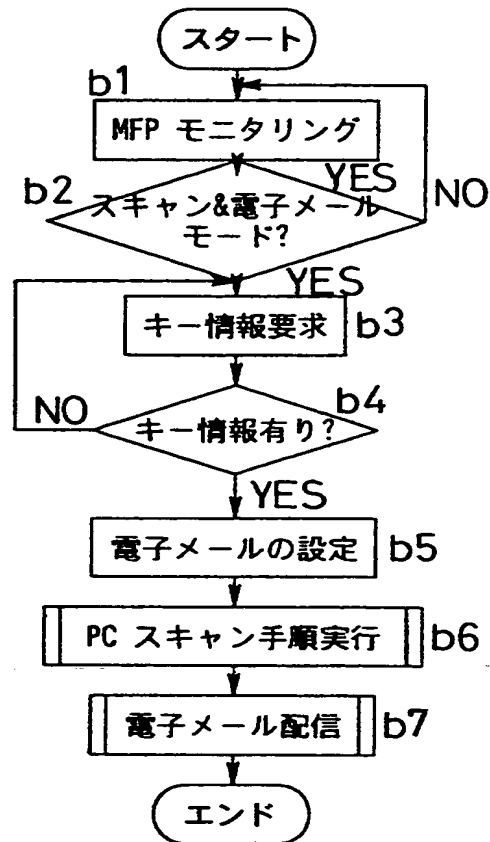 スタート
b1
MFP モニタリング
YES
b2
スキャン&電子メール
モード?
NO
YES
キー情報要求
b3
NO
b4
キー情報有り?
YES
電子メールの設定
b5
PC スキャン手順実行
b6
電子メール配信
b7
エンド